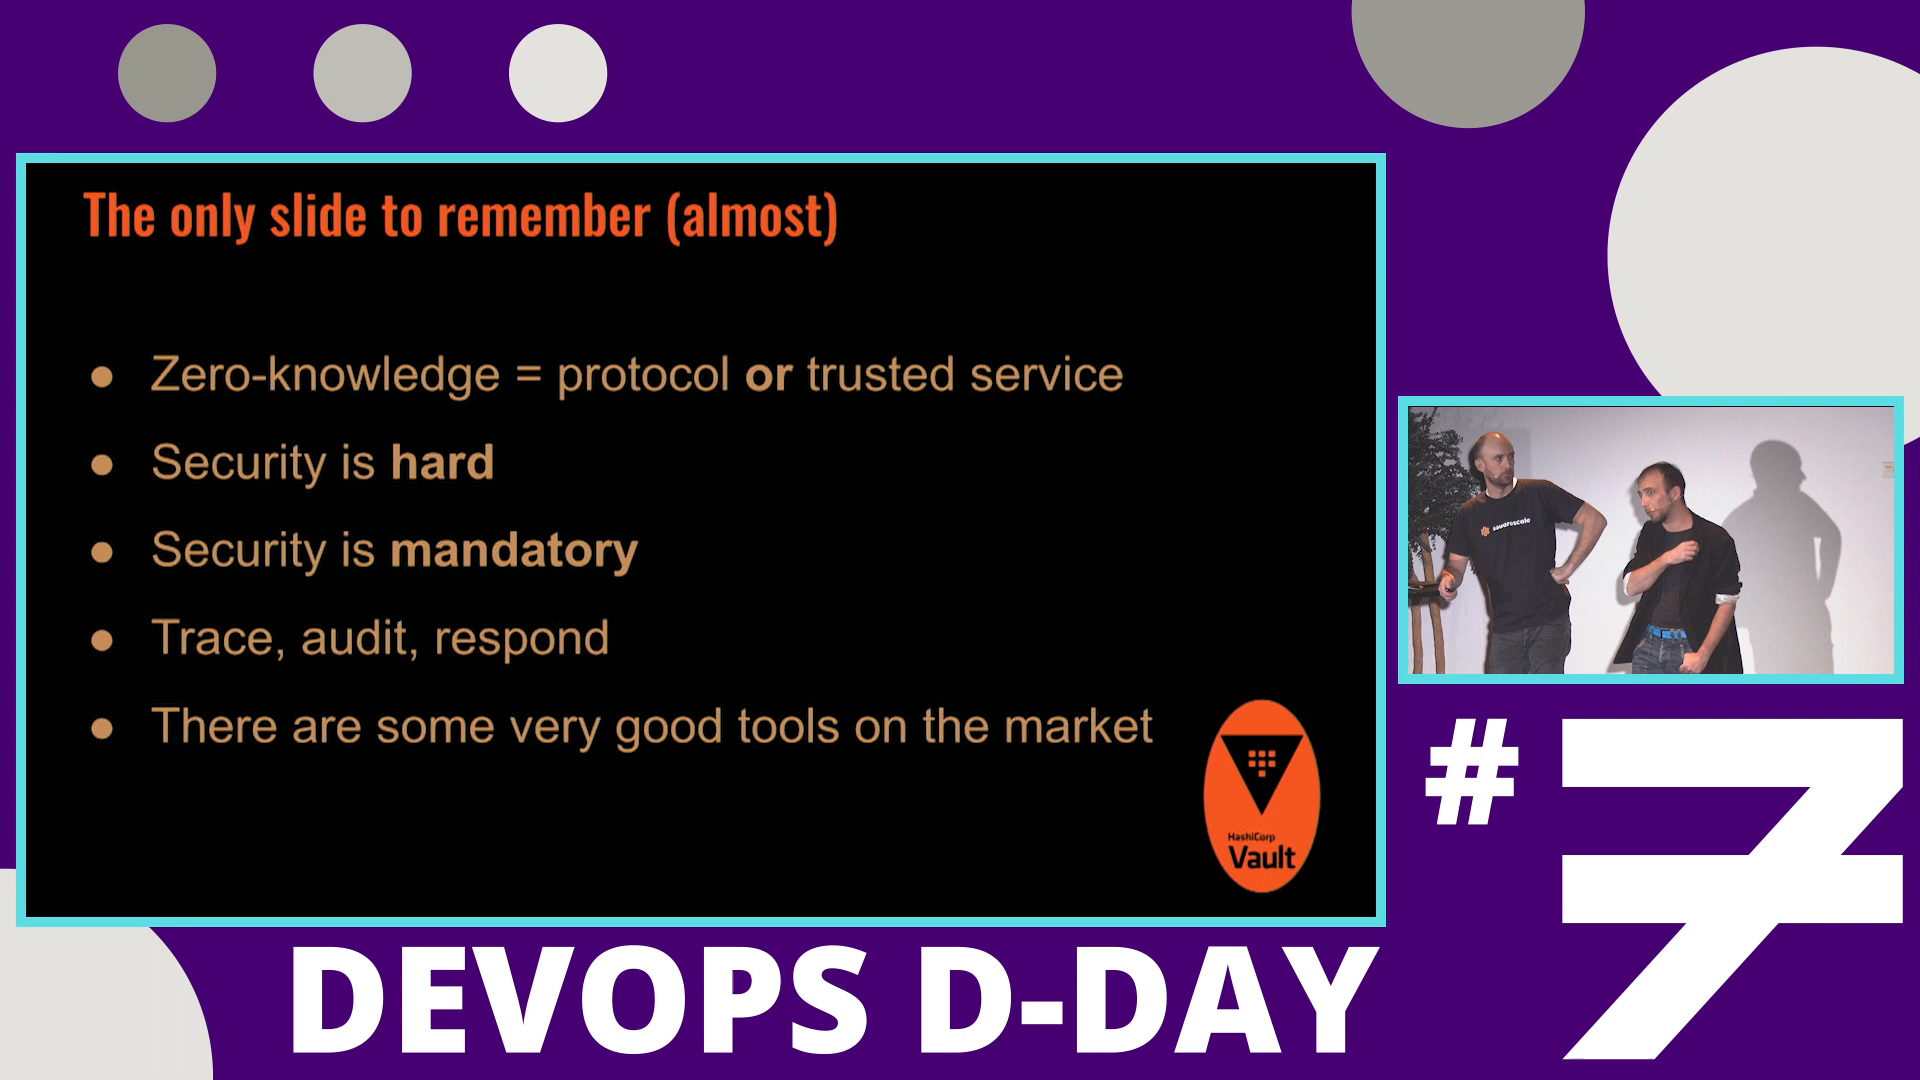 The only slide to remember (almost)
● Zero-knowledge = protocol or trusted service
● Security is hard
● Security is mandatory
● Trace, audit, respond
● There are some very good tools on the market
HashiCorp
Vault
squarescale
#7
DEVOPS D-DAY